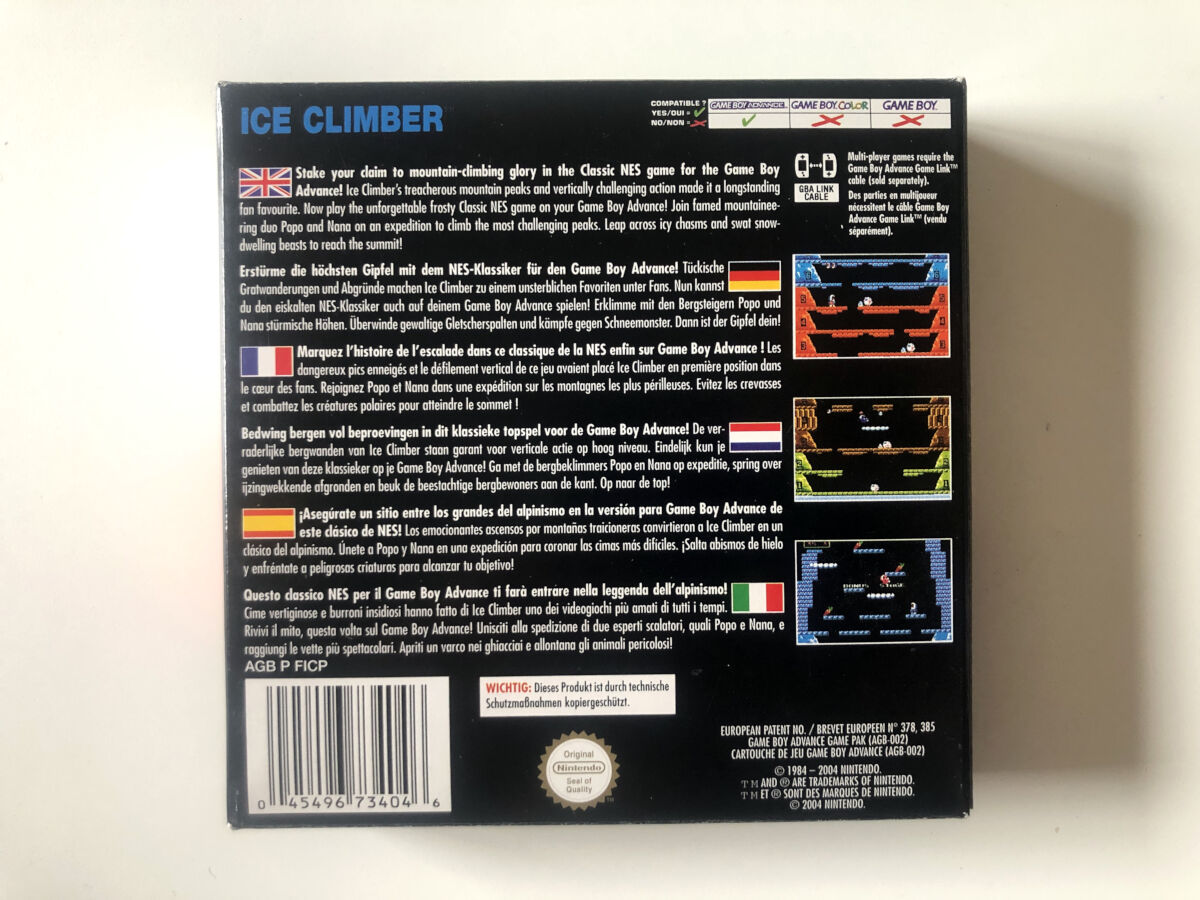 ICE CLIMBER
COMPATIBLE ?
YES/OUI =
NO/NON =
GAME BOY ADVANCE
GAME BOY COLOR
GAME BOY
Stake your claim to mountain-climbing glory in the Classic NES game for the Game Boy
Advance! Ice Climber's treacherous mountain peaks and vertically challenging action made it a longstanding
fan favourite. Now play the unforgettable frosty Classic NES game on your Game Boy Advance! Join famed mountainee-
ring duo Popo and Nana on an expedition to climb the most challenging peaks. Leap across icy chasms and swat snow-
dwelling beasts to reach the summit!
Erstürme die höchsten Gipfel mit dem NES-Klassiker für den Game Boy Advance! Tückische
Gratwanderungen und Abgründe machen Ice Climber zu einem unsterblichen Favoriten unter Fans. Nun kannst
du den eiskalten NES-Klassiker auch auf deinem Game Boy Advance spielen! Erklimme mit den Bergsteigern Popo und
Nana stürmische Höhen. Überwinde gewaltige Gletscherspalten und kämpfe gegen Schneemonster. Dann ist der Gipfel dein!
Marquez l'histoire de l'escalade dans ce classique de la NES enfin sur Game Boy Advance ! Les
dangereux pics enneigés et le défilement vertical de ce jeu avaient placé Ice Climber en première position dans
le cœur des fans. Rejoignez Popo et Nana dans une expédition sur les montagnes les plus périlleuses. Evitez les crevasses
et combattez les créatures polaires pour atteindre le sommet !
Bedwing bergen vol beproevingen in dit klassieke topspel voor de Game Boy Advance! De ver-
raderlijke bergwanden van Ice Climber staan garant voor verticale actie op hoog niveau. Eindelijk kun je
genieten van deze klassieker op je Game Boy Advance! Ga met de bergbeklimmers Popo en Nana op expeditie, spring over
ijzingwekkende afgronden en beuk de beestachtige bergbewoners aan de kant. Op naar de top!
¡Asegúrate un sitio entre los grandes del alpinismo en la versión para Game Boy Advance de
este clásico de NES! Los emocionantes ascensos por montañas traicioneras convirtieron a Ice Climber en un
clásico del alpinismo. Únete a Popo y Nana en una expedición para coronar las cimas más difíciles. ¡Salta abismos de hielo
y enfréntate a peligrosas criaturas para alcanzar tu objetivo!
Questo classico NES per il Game Boy Advance ti farà entrare nella leggenda dell'alpinismo!
Cime vertiginose e burroni insidiosi hanno fatto di Ice Climber uno dei videogiochi più amati di tutti i tempi.
Rivivi il mito, questa volta sul Game Boy Advance! Unisciti alla spedizione di due esperti scalatori, quali Popo e Nana, e
raggiungi le vette più spettacolari. Apriti un varco nei ghiacciai e allontana gli animali pericolosi!
AGB P FICP
GBA LINK
CABLE
Multi-player games require the
Game Boy Advance Game Link™
cable (sold separately).
Des parties en multijoueur
nécessitent le câble Game Boy
Advance Game Link™ (vendu
séparément).
5 5
4 4
3 3
1 1
BONUS STAGE
0 45496 73404 6
WICHTIG: Dieses Produkt ist durch technische
Schutzmaßnahmen kopiergeschützt.
Original
Nintendo
Seal of
Quality
TM
EUROPEAN PATENT NO. / BREVET EUROPEEN N° 378, 385
GAME BOY ADVANCE GAME PAK (AGB-002)
CARTOUCHE DE JEU GAME BOY ADVANCE (AGB-002)
© 1984 – 2004 NINTENDO.
TM AND ® ARE TRADEMARKS OF NINTENDO.
TM ET ® SONT DES MARQUES DE NINTENDO.
© 2004 NINTENDO.